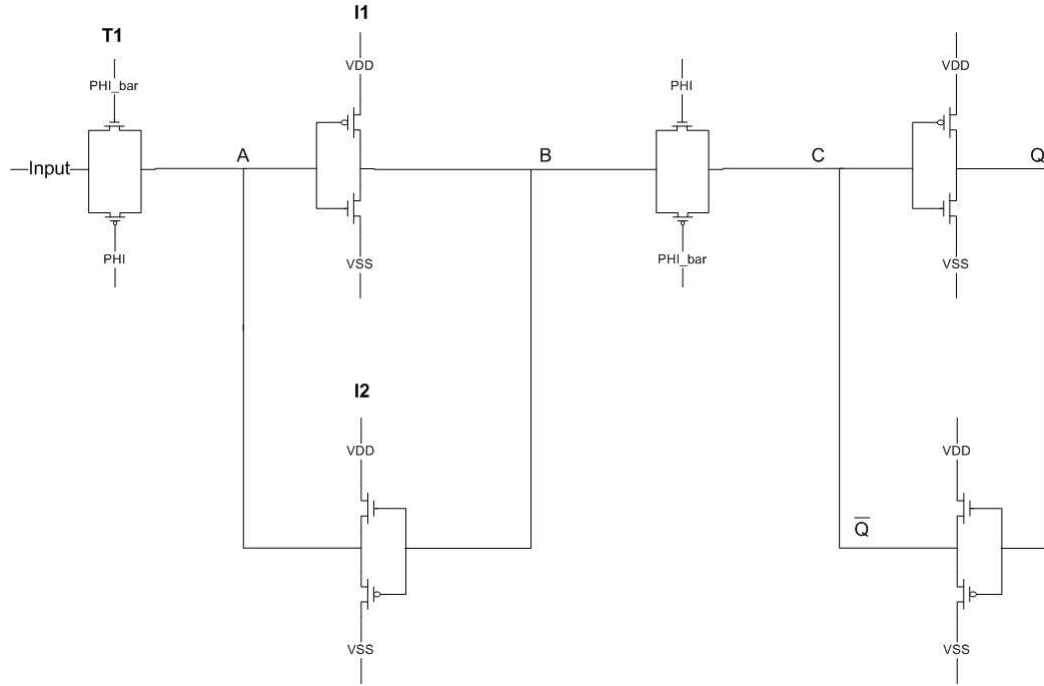 I1
T1
VDD
VDD
PHI_bar
PHI
Input
A
B
C
Q
PHI
VSS
PHI_bar
VSS
I2
VDD
VDD
Q̅
VSS
VSS